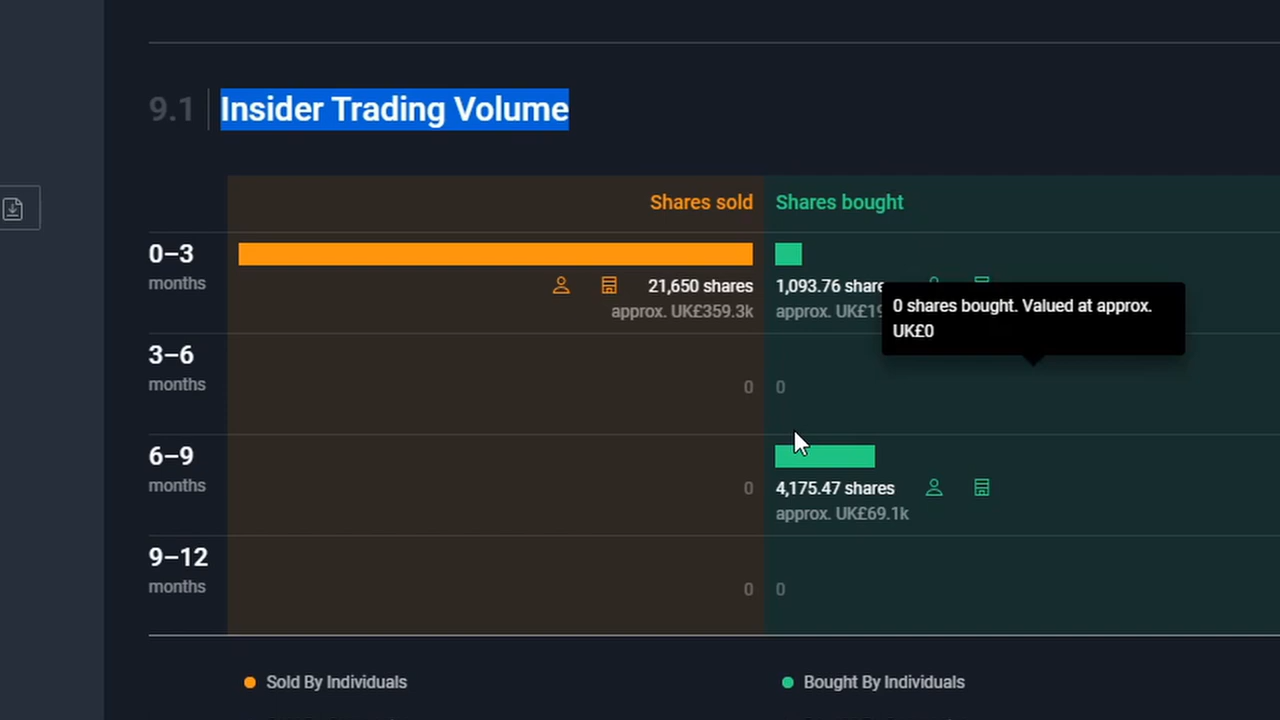 9.1 Insider Trading Volume
Shares sold Shares bought
0–3
months
21,650 shares 1,093.76
approx. UK£359.3k approx.
0 shares bought. Valued at approx.
UK£0
3–6
months
0 0
6–9
months
4,175.47 shares
0
approx. UK£69.1k
9–12
months
0 0
Sold By Individuals Bought By Individuals